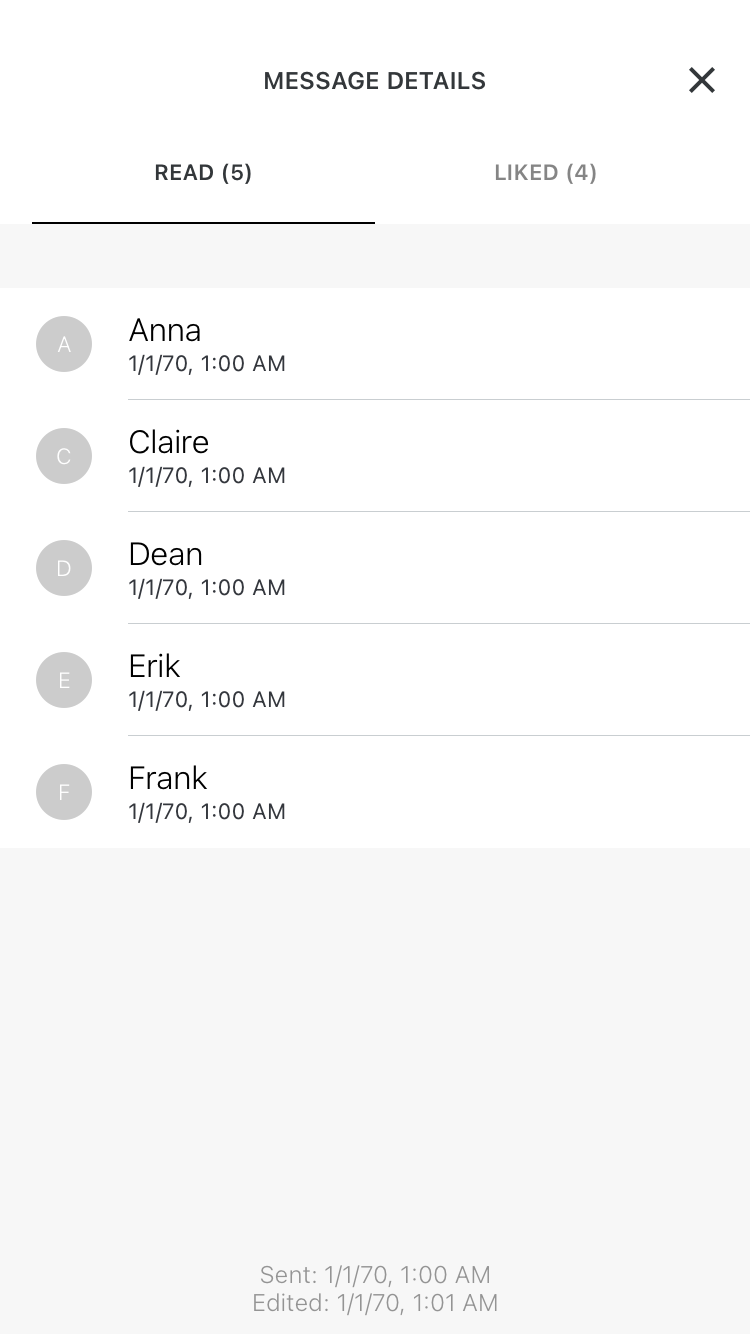 MESSAGE DETAILS
READ (5)
LIKED (4)
A
Anna
1/1/70, 1:00 AM
C
Claire
1/1/70, 1:00 AM
D
Dean
1/1/70, 1:00 AM
E
Erik
1/1/70, 1:00 AM
F
Frank
1/1/70, 1:00 AM
Sent: 1/1/70, 1:00 AM
Edited: 1/1/70, 1:01 AM